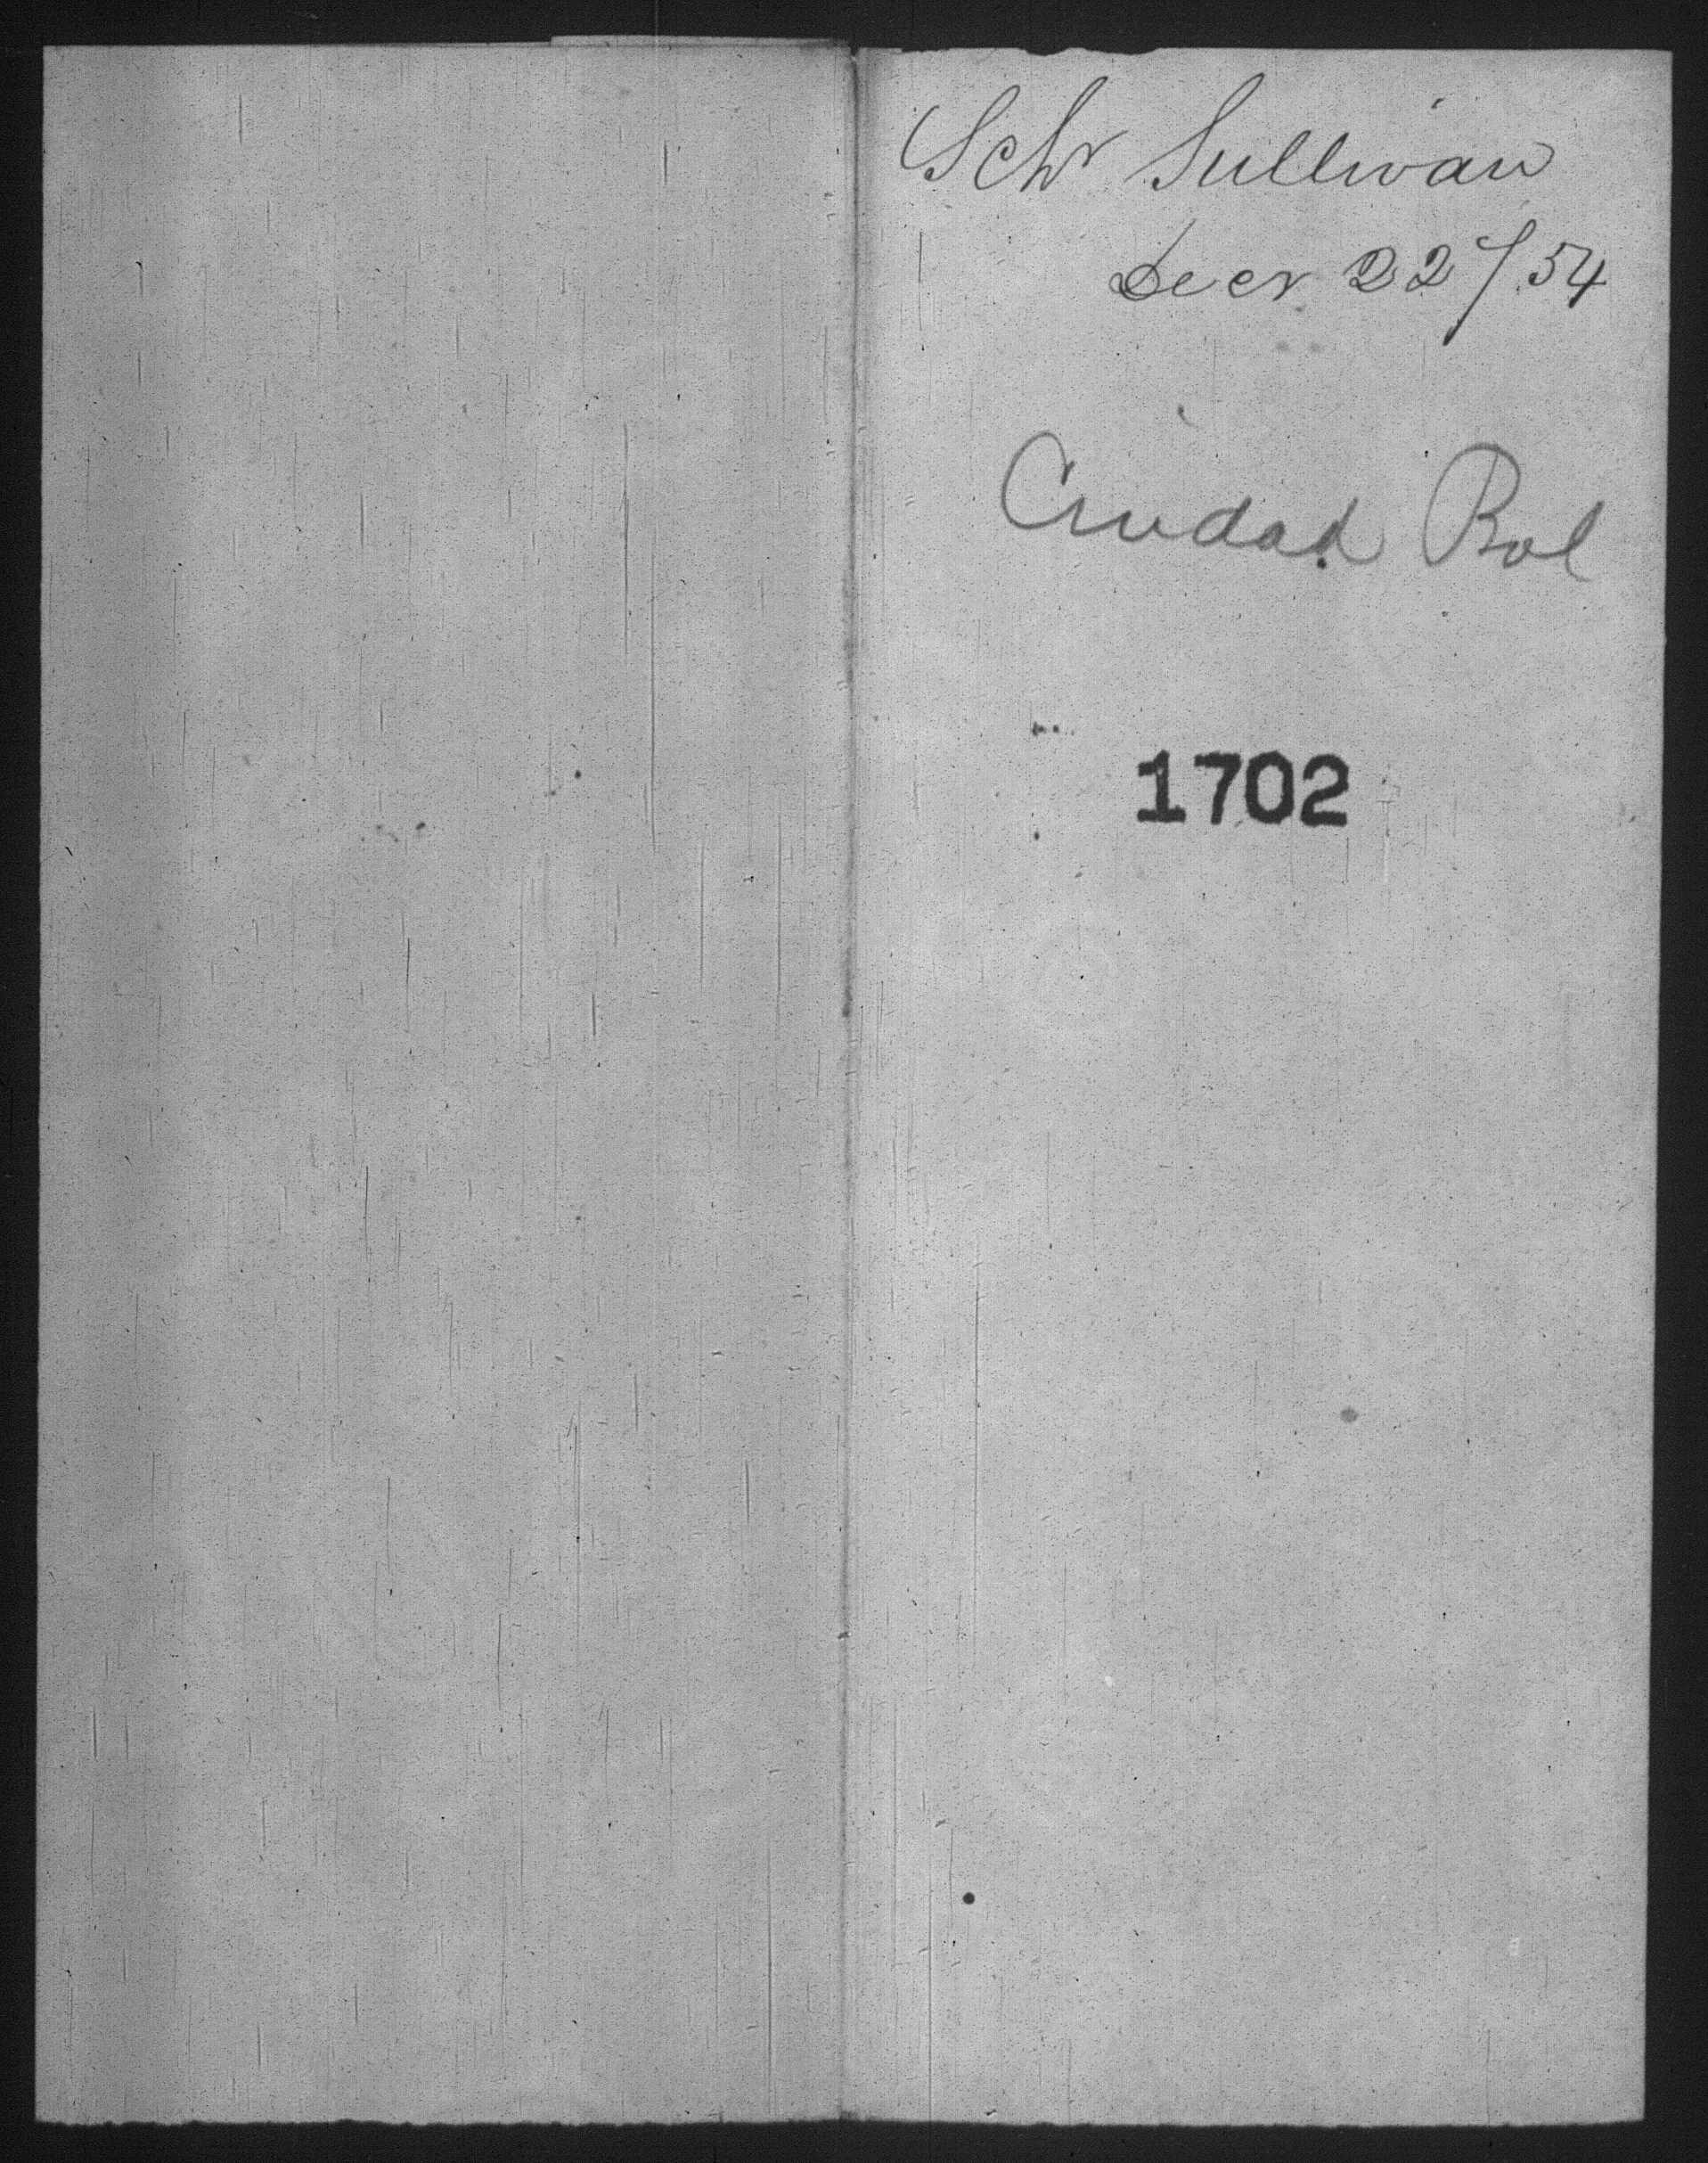 Schr Sullivan
Decr 22/54
Ciudad Bol
1702